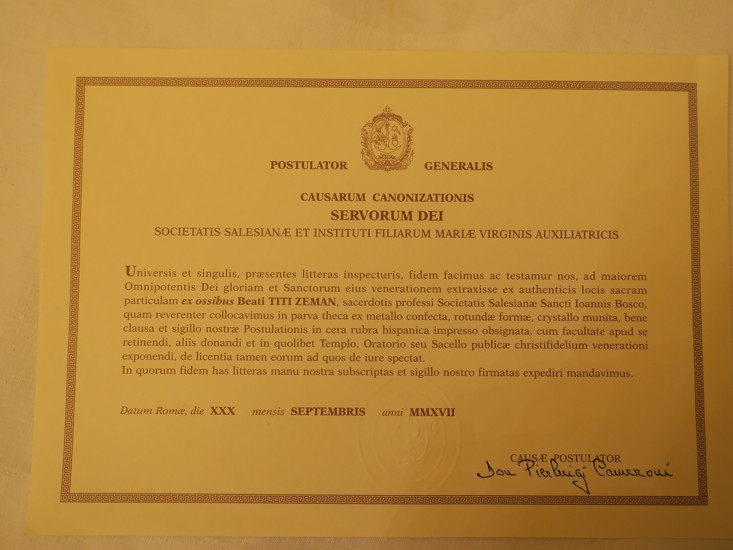 POSTULATOR GENERALIS
CAUSARUM CANONIZATIONIS
SERVORUM DEI
SOCIETATIS SALESIANÆ ET INSTITUTI FILIARUM MARIÆ VIRGINIS AUXILIATRICIS
Universis et singulis, præsentes litteras inspecturis, fidem facimus ac testamur nos, ad maiorem
Omnipotentis Dei gloriam et Sanctorum eius venerationem extraxisse ex authenticis locis sacram
particulam ex ossibus Beati TITI ZEMAN, sacerdotis professi Societatis Salesianæ Sancti Ioannis Bosco,
quam reverenter collocavimus in parva theca ex metallo confecta, rotundæ formæ, crystallo munita, bene
clausa et sigillo nostræ Postulationis in cera rubra hispanica impresso obsignata, cum facultate apud se
retinendi, aliis donandi et in quolibet Templo, Oratorio seu Sacello publicæ christifidelium venerationi
exponendi, de licentia tamen eorum ad quos de iure spectat.
In quorum fidem has litteras manu nostra subscriptas et sigillo nostro firmatas expediri mandavimus.
Datum Romæ, die XXX mensis SEPTEMBRIS anni MMXVII
CAUSÆ POSTULATOR
Don Pierluigi Cameroni